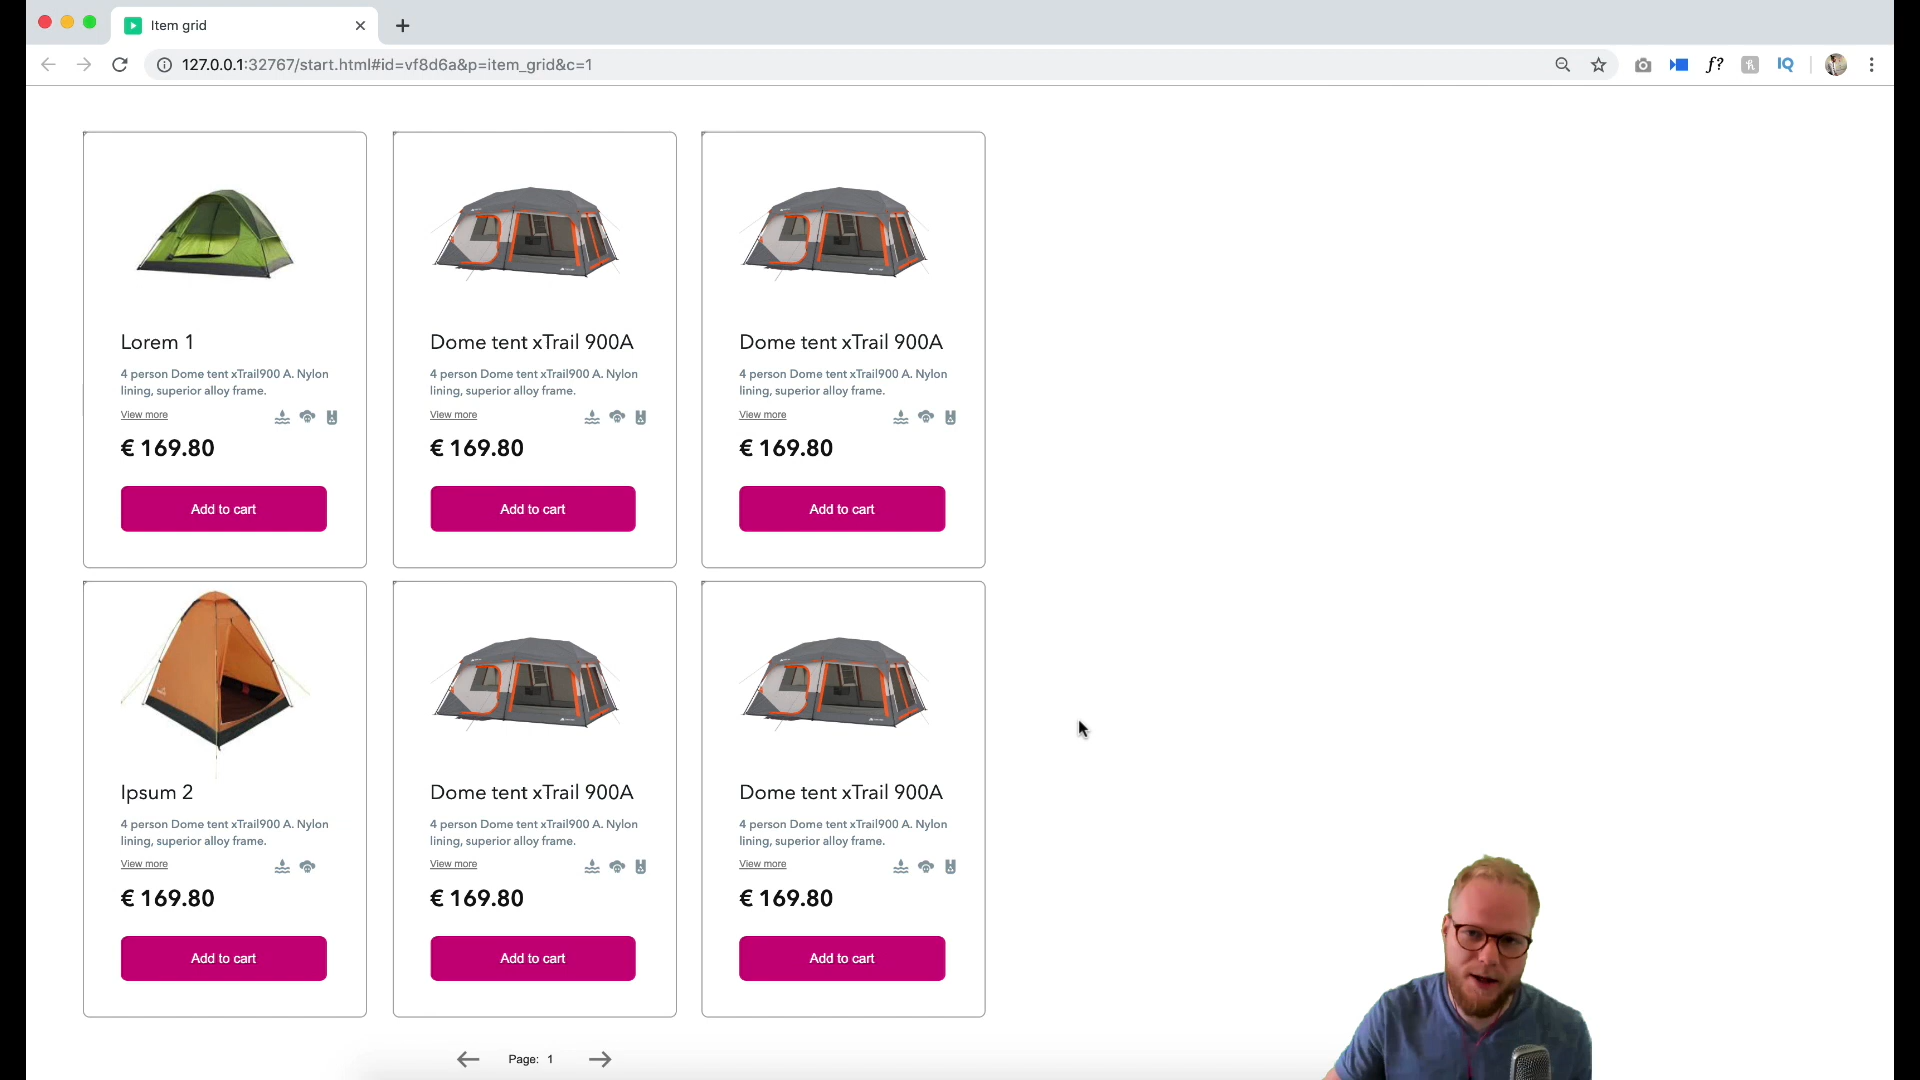 Item grid
127.0.0.1:32767/start.html#id=vf8d6a&p=item_grid&c=1
f?
IQ
Lorem 1
4 person Dome tent xTrail900 A. Nylon
lining, superior alloy frame.
View more
€ 169.80
Add to cart
Dome tent xTrail 900A
4 person Dome tent xTrail900 A. Nylon
lining, superior alloy frame.
View more
€ 169.80
Add to cart
Dome tent xTrail 900A
4 person Dome tent xTrail900 A. Nylon
lining, superior alloy frame.
View more
€ 169.80
Add to cart
Ipsum 2
4 person Dome tent xTrail900 A. Nylon
lining, superior alloy frame.
View more
€ 169.80
Add to cart
Dome tent xTrail 900A
4 person Dome tent xTrail900 A. Nylon
lining, superior alloy frame.
View more
€ 169.80
Add to cart
Dome tent xTrail 900A
4 person Dome tent xTrail900 A. Nylon
lining, superior alloy frame.
View more
€ 169.80
Add to cart
Page: 1